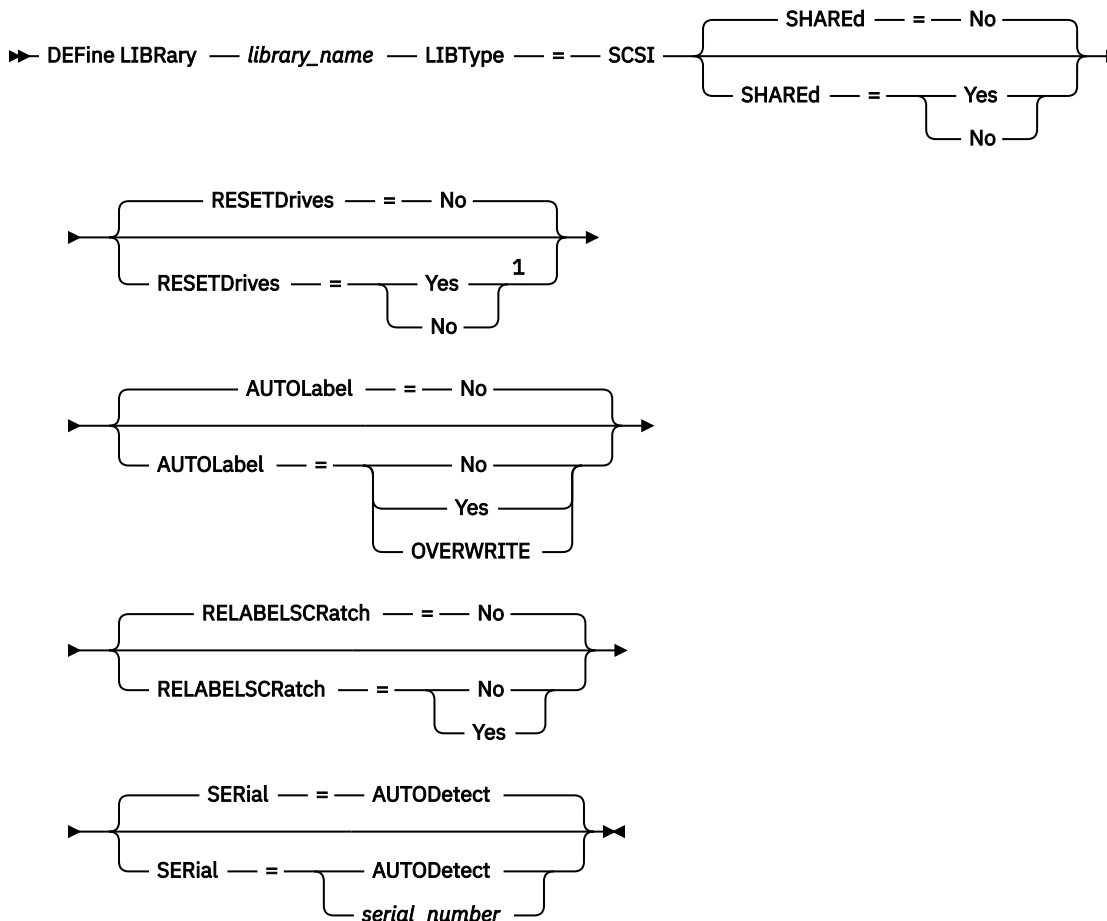 SHAREd = No
DEFine LIBRary library_name LIBType = SCSI
SHAREd = Yes
No
RESETDrives = No
1
RESETDrives = Yes
No
AUTOLabel = No
AUTOLabel = No
Yes
OVERWRITE
RELABELSCRatch = No
RELABELSCRatch = No
Yes
SERial = AUTODetect
SERial = AUTODetect
serial_number